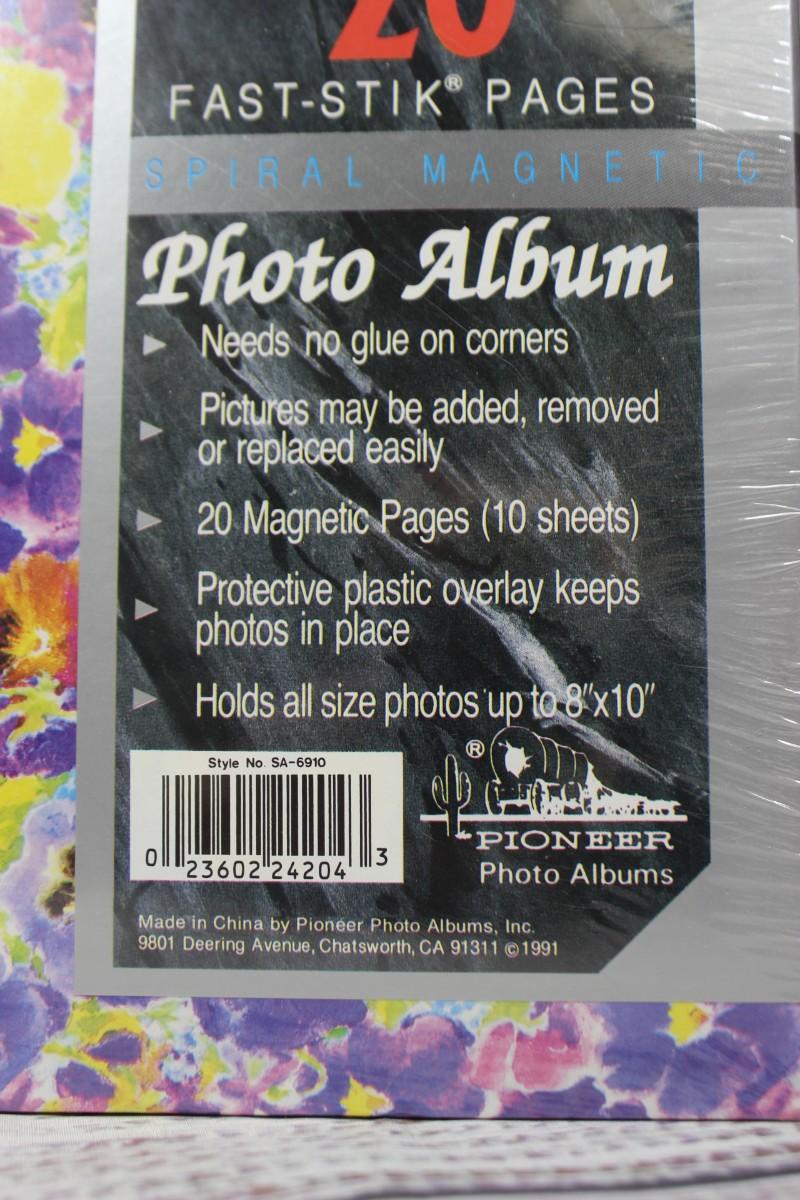 20
FAST-STIK® PAGES
SPIRAL MAGNETIC
Photo Album
Needs no glue on corners
Pictures may be added, removed
or replaced easily
20 Magnetic Pages (10 sheets)
Protective plastic overlay keeps
photos in place
Holds all size photos up to 8"x10"
Style No. SA-6910
0 23602 24204 3
®
PIONEER
Photo Albums
Made in China by Pioneer Photo Albums, Inc.
9801 Deering Avenue, Chatsworth, CA 91311 ©1991